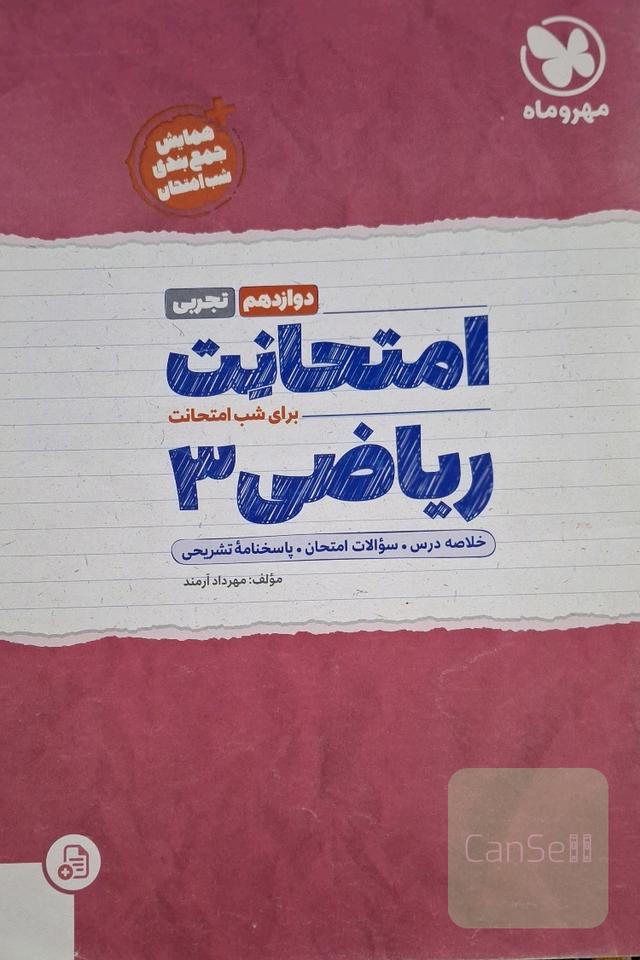 مهروماه
همایش
جمع بندی
شب امتحان
دوازدهم تجربی
امتحانت
برای شب امتحانت
ریاضی ۳
خلاصه درس • سؤالات امتحان • پاسخنامهٔ تشریحی
مؤلف: مهرداد آرمند
CanSell